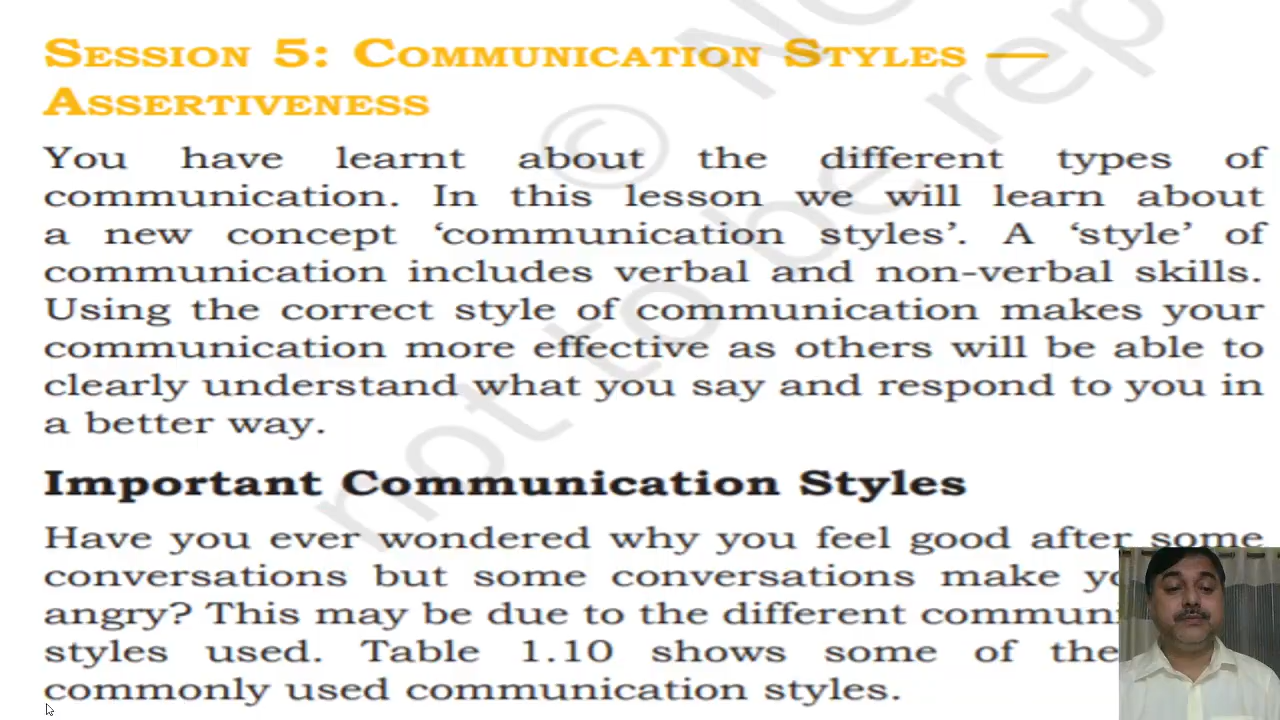 SESSION 5: COMMUNICATION STYLES —
ASSERTIVENESS
You have learnt about the different types of
communication. In this lesson we will learn about
a new concept ‘communication styles’. A ‘style’ of
communication includes verbal and non-verbal skills.
Using the correct style of communication makes your
communication more effective as others will be able to
clearly understand what you say and respond to you in
a better way.
Important Communication Styles
Have you ever wondered why you feel good after some
conversations but some conversations make
angry? This may be due to the different
styles used. Table 1.10 shows some of the
commonly used communication styles.
© not to be rep